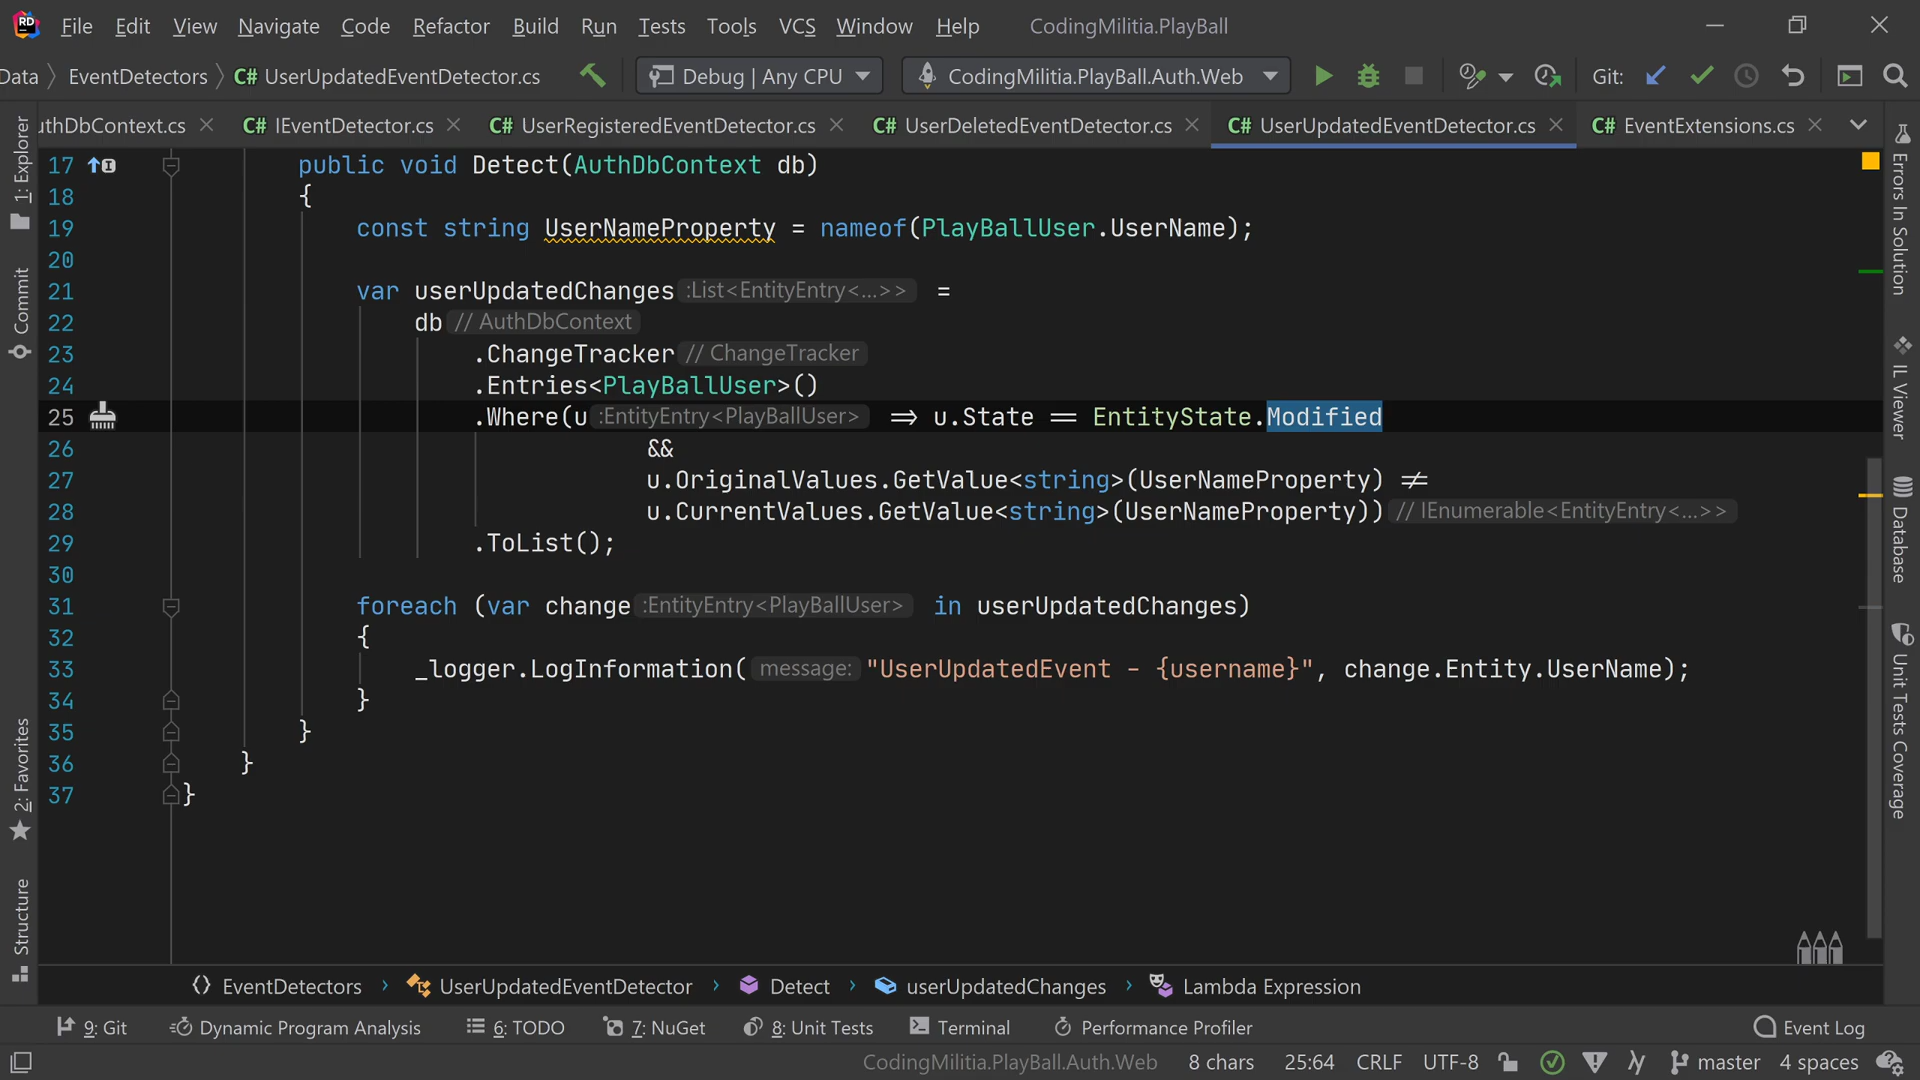 RD File Edit View Navigate Code Refactor Build Run Tests Tools VCS Window Help CodingMilitia.PlayBall
Data EventDetectors C# UserUpdatedEventDetector.cs Debug | Any CPU CodingMilitia.PlayBall.Auth.Web Git:
uthDbContext.cs C# IEventDetector.cs C# UserRegisteredEventDetector.cs C# UserDeletedEventDetector.cs C# UserUpdatedEventDetector.cs C# EventExtensions.cs
1: Explorer
Commit
2: Favorites
Structure
17 public void Detect(AuthDbContext db)
18 {
19 const string UserNameProperty = nameof(PlayBallUser.UserName);
20
21 var userUpdatedChanges :List<EntityEntry<...>> =
22 db // AuthDbContext
23 .ChangeTracker // ChangeTracker
24 .Entries<PlayBallUser>()
25 .Where(u :EntityEntry<PlayBallUser> => u.State == EntityState.Modified
26 &&
27 u.OriginalValues.GetValue<string>(UserNameProperty) !=
28 u.CurrentValues.GetValue<string>(UserNameProperty)) // IEnumerable<EntityEntry<...>>
29 .ToList();
30
31 foreach (var change :EntityEntry<PlayBallUser> in userUpdatedChanges)
32 {
33 _logger.LogInformation( message: "UserUpdatedEvent - {username}", change.Entity.UserName);
34 }
35 }
36 }
37 }
Errors In Solution
IL Viewer
Database
Unit Tests Coverage
EventDetectors › UserUpdatedEventDetector › Detect › userUpdatedChanges › Lambda Expression
9: Git Dynamic Program Analysis 6: TODO 7: NuGet 8: Unit Tests Terminal Performance Profiler Event Log
CodingMilitia.PlayBall.Auth.Web 8 chars 25:64 CRLF UTF-8 master 4 spaces